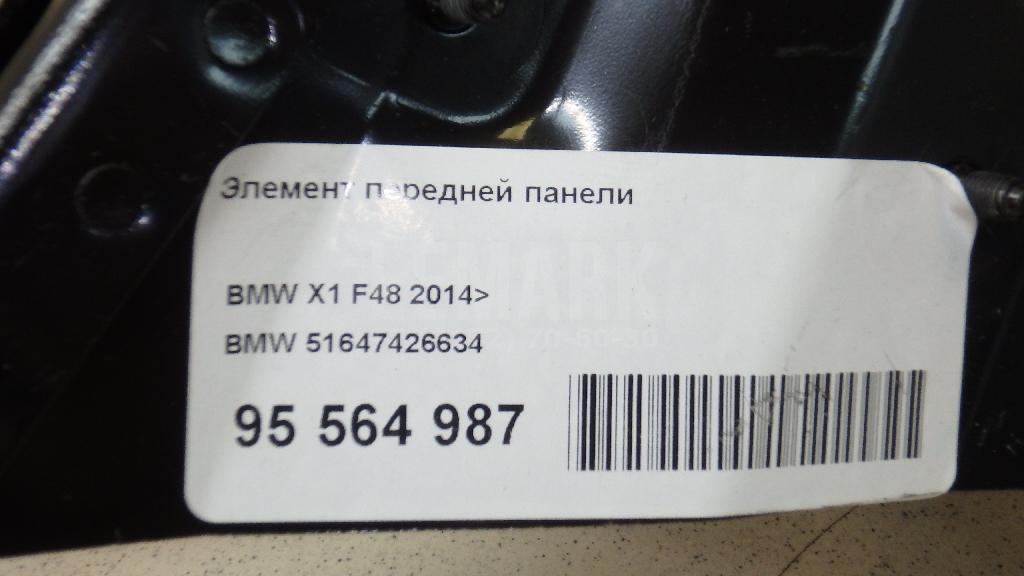 Элемент передней панели
BMW X1 F48 2014>
BMW 51647426634
95 564 987